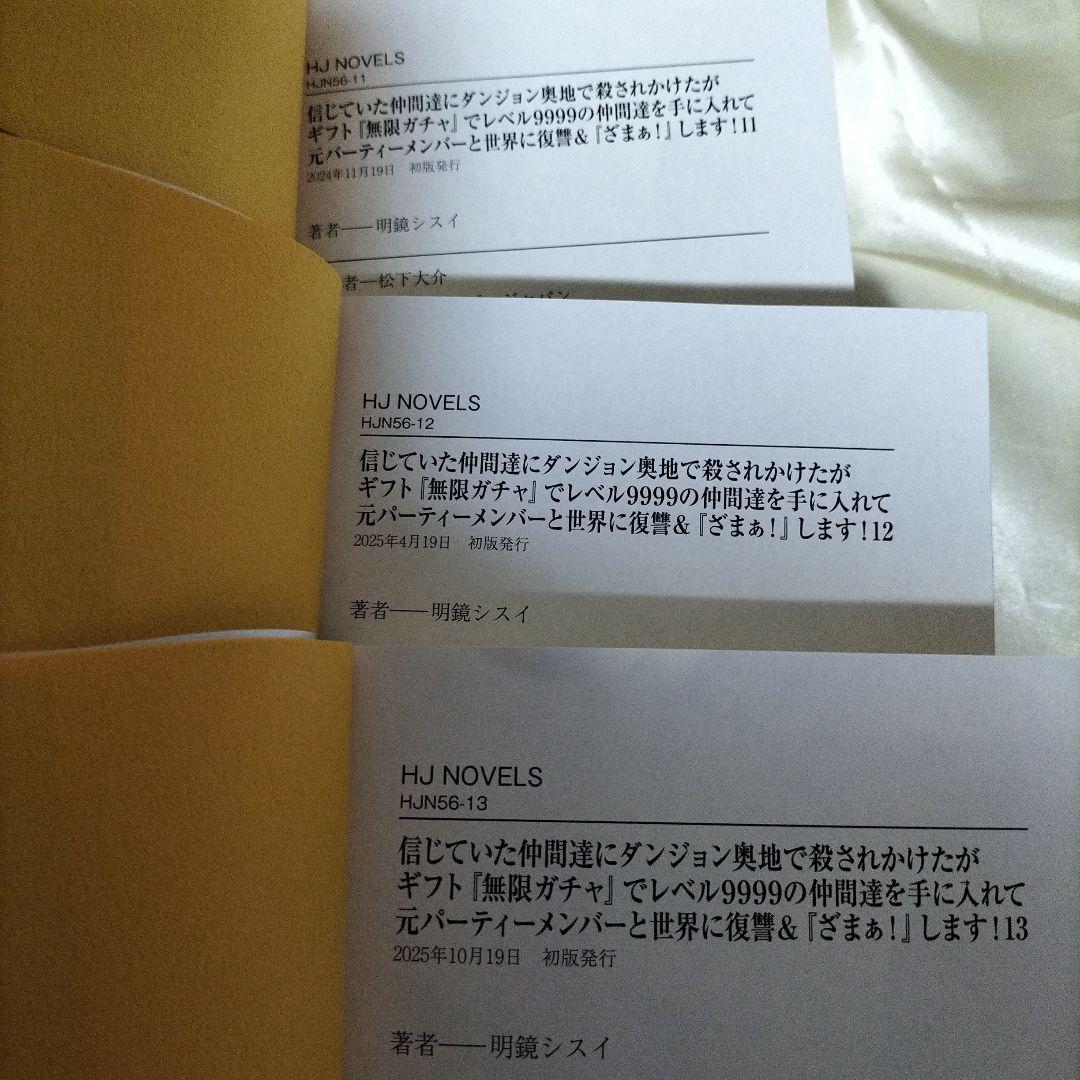 HJ NOVELS
HJN56-11
信じていた仲間達にダンジョン奥地で殺されかけたが
ギフト『無限ガチャ』でレベル9999の仲間達を手に入れて
元パーティーメンバーと世界に復讐&『ざまぁ!』します!11
2024年11月19日　初版発行
著者──明鏡シスイ
者─松下大介
ジャパン
HJ NOVELS
HJN56-12
信じていた仲間達にダンジョン奥地で殺されかけたが
ギフト『無限ガチャ』でレベル9999の仲間達を手に入れて
元パーティーメンバーと世界に復讐&『ざまぁ!』します!12
2025年4月19日　初版発行
著者──明鏡シスイ
HJ NOVELS
HJN56-13
信じていた仲間達にダンジョン奥地で殺されかけたが
ギフト『無限ガチャ』でレベル9999の仲間達を手に入れて
元パーティーメンバーと世界に復讐&『ざまぁ!』します!13
2025年10月19日　初版発行
著者──明鏡シスイ